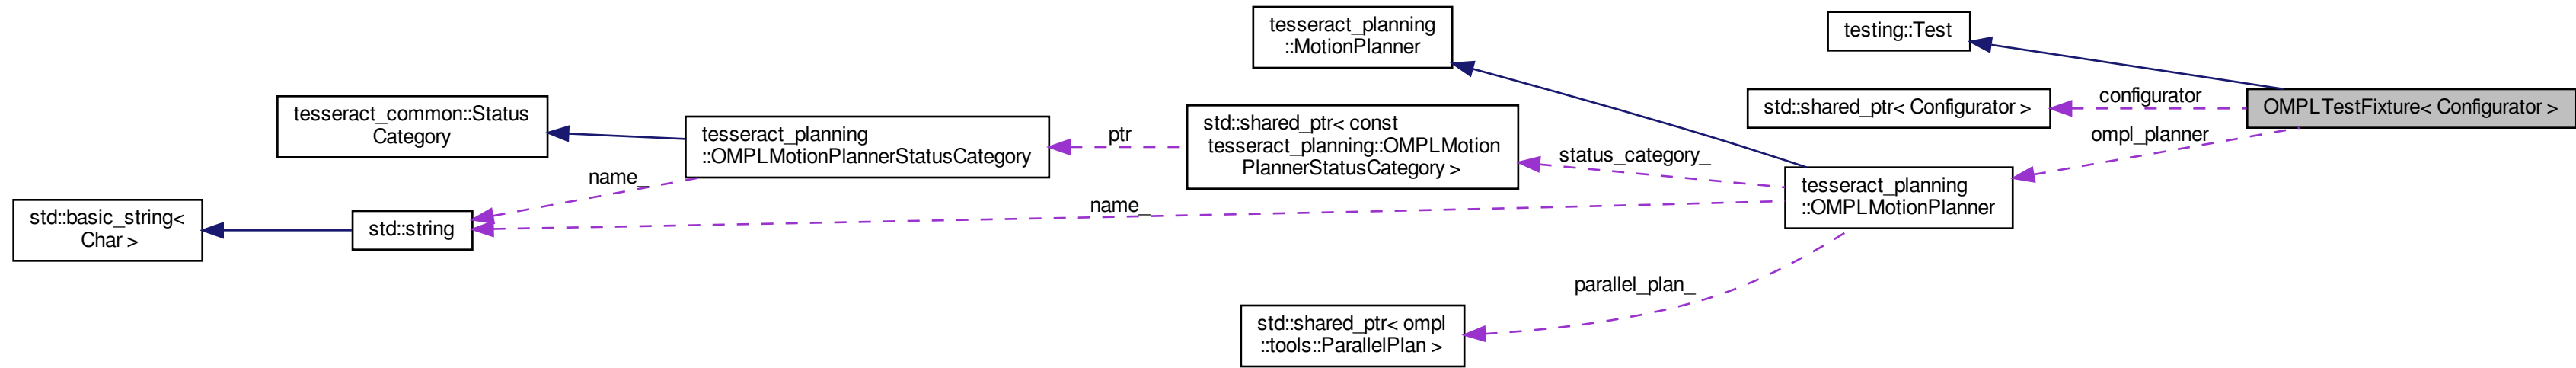 tesseract_planning
::MotionPlanner
testing::Test
tesseract_common::Status
Category
tesseract_planning
::OMPLMotionPlannerStatusCategory
ptr
std::shared_ptr< const
tesseract_planning::OMPLMotion
PlannerStatusCategory >
std::shared_ptr< Configurator >
configurator
OMPLTestFixture< Configurator >
ompl_planner
status_category_
tesseract_planning
::OMPLMotionPlanner
name_
name_
std::basic_string<
Char >
std::string
parallel_plan_
std::shared_ptr< ompl
::tools::ParallelPlan >